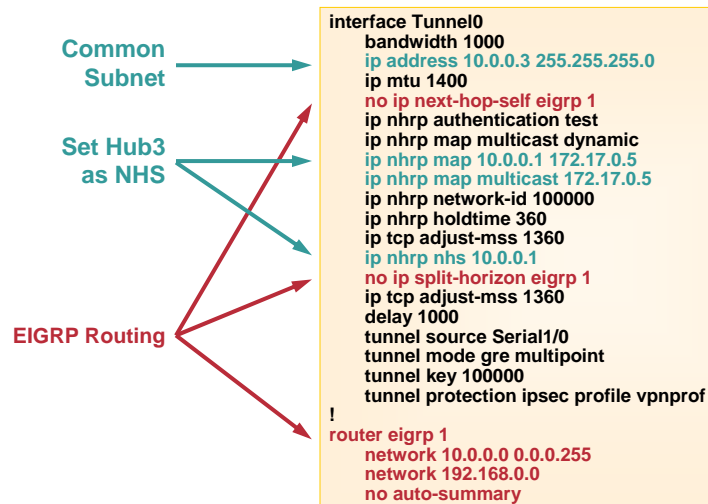 Common
Subnet
Set Hub3
as NHS
EIGRP Routing
interface Tunnel0
bandwidth 1000
ip address 10.0.0.3 255.255.255.0
ip mtu 1400
no ip next-hop-self eigrp 1
ip nhrp authentication test
ip nhrp map multicast dynamic
ip nhrp map 10.0.0.1 172.17.0.5
ip nhrp map multicast 172.17.0.5
ip nhrp network-id 100000
ip nhrp holdtime 360
ip tcp adjust-mss 1360
ip nhrp nhs 10.0.0.1
no ip split-horizon eigrp 1
ip tcp adjust-mss 1360
delay 1000
tunnel source Serial1/0
tunnel mode gre multipoint
tunnel key 100000
tunnel protection ipsec profile vpnprof
!
router eigrp 1
network 10.0.0.0 0.0.0.255
network 192.168.0.0
no auto-summary